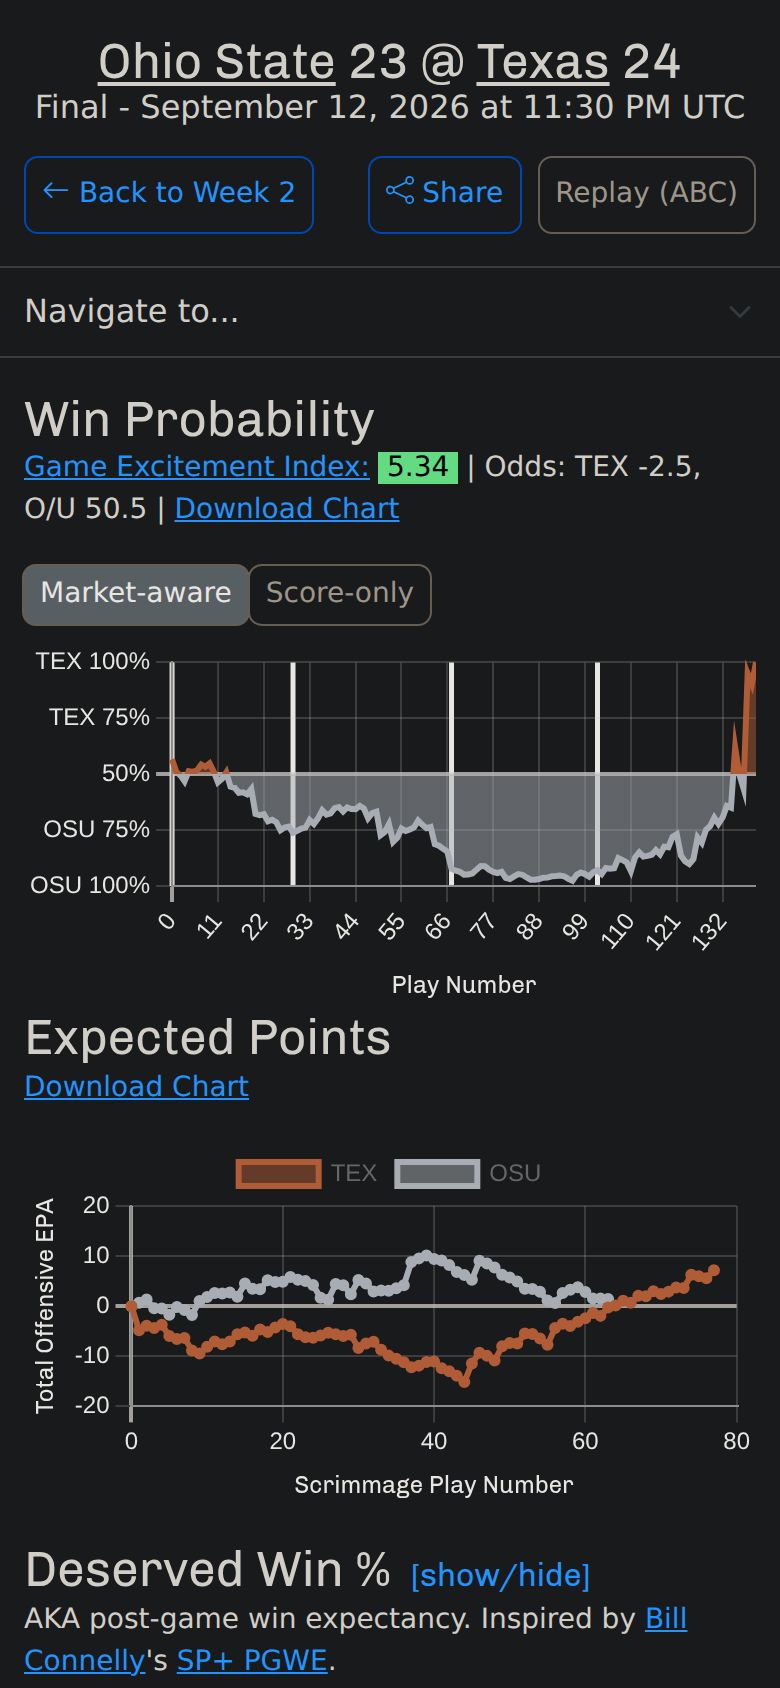 Ohio State 23 @ Texas 24
Final - September 12, 2026 at 11:30 PM UTC
← Back to Week 2
Share
Replay (ABC)
Navigate to...
Win Probability
Game Excitement Index: 5.34 | Odds: TEX -2.5,
O/U 50.5 | Download Chart
Market-aware
Score-only
TEX 100%
TEX 75%
50%
OSU 75%
OSU 100%
0 11 22 33 44 55 66 77 88 99 110 121 132
Play Number
Expected Points
Download Chart
TEX OSU
Total Offensive EPA
20
10
0
-10
-20
0 20 40 60 80
Scrimmage Play Number
Deserved Win % [show/hide]
AKA post-game win expectancy. Inspired by Bill
Connelly's SP+ PGWE.